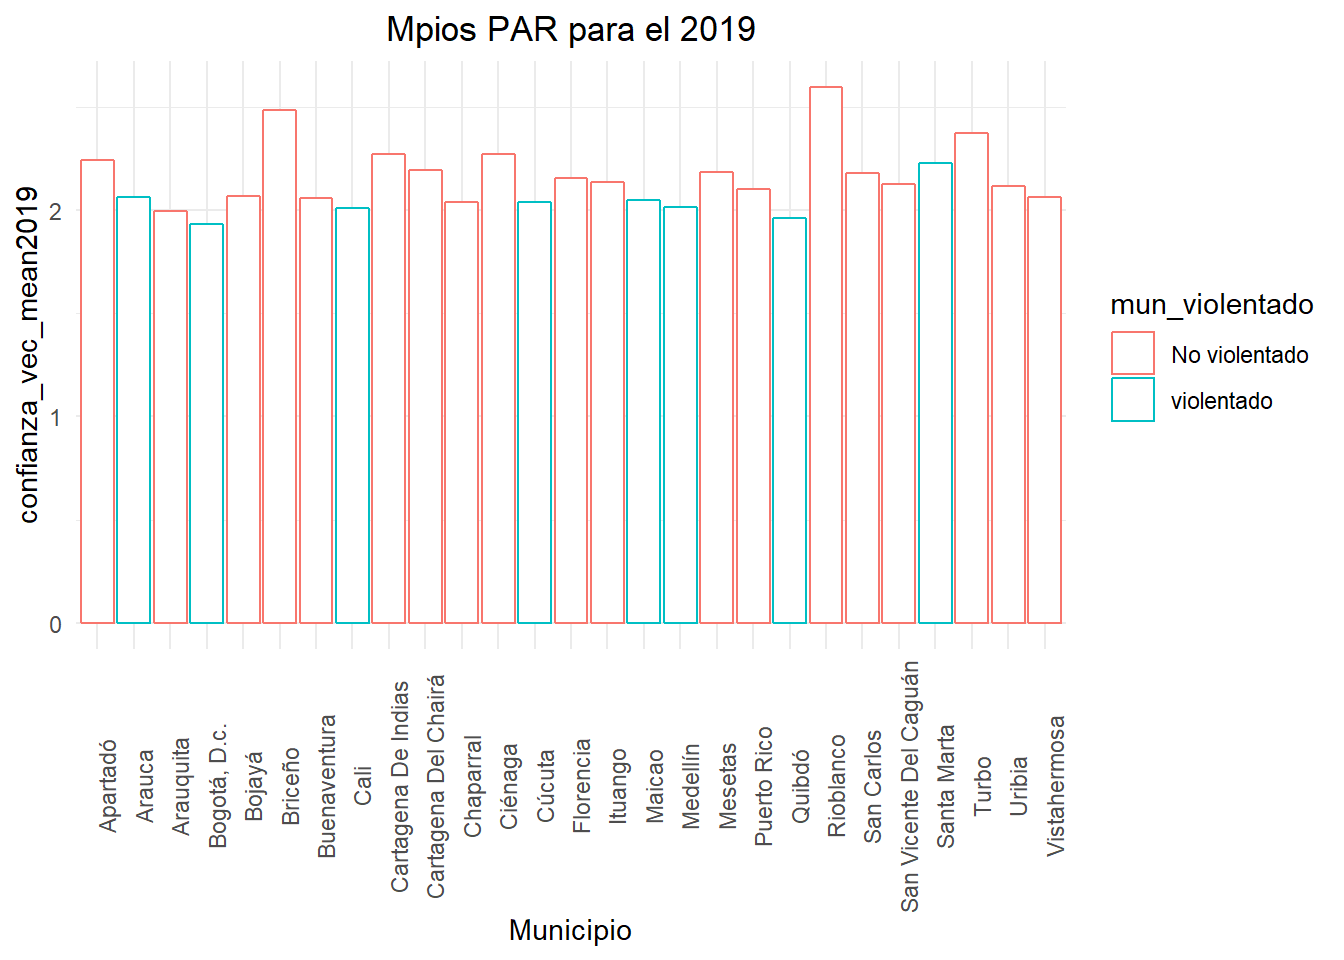 Mpios PAR para el 2019
confianza_vec_mean2019
2
1
0
Apartadó
Arauca
Arauquita
Bogotá, D.c.
Bojayá
Briceño
Buenaventura
Cali
Cartagena De Indias
Cartagena Del Chairá
Chaparral
Ciénaga
Cúcuta
Florencia
Ituango
Maicao
Medellín
Mesetas
Puerto Rico
Quibdó
Rioblanco
San Carlos
San Vicente Del Caguán
Santa Marta
Turbo
Uribia
Vistahermosa
Municipio
mun_violentado
No violentado
violentado